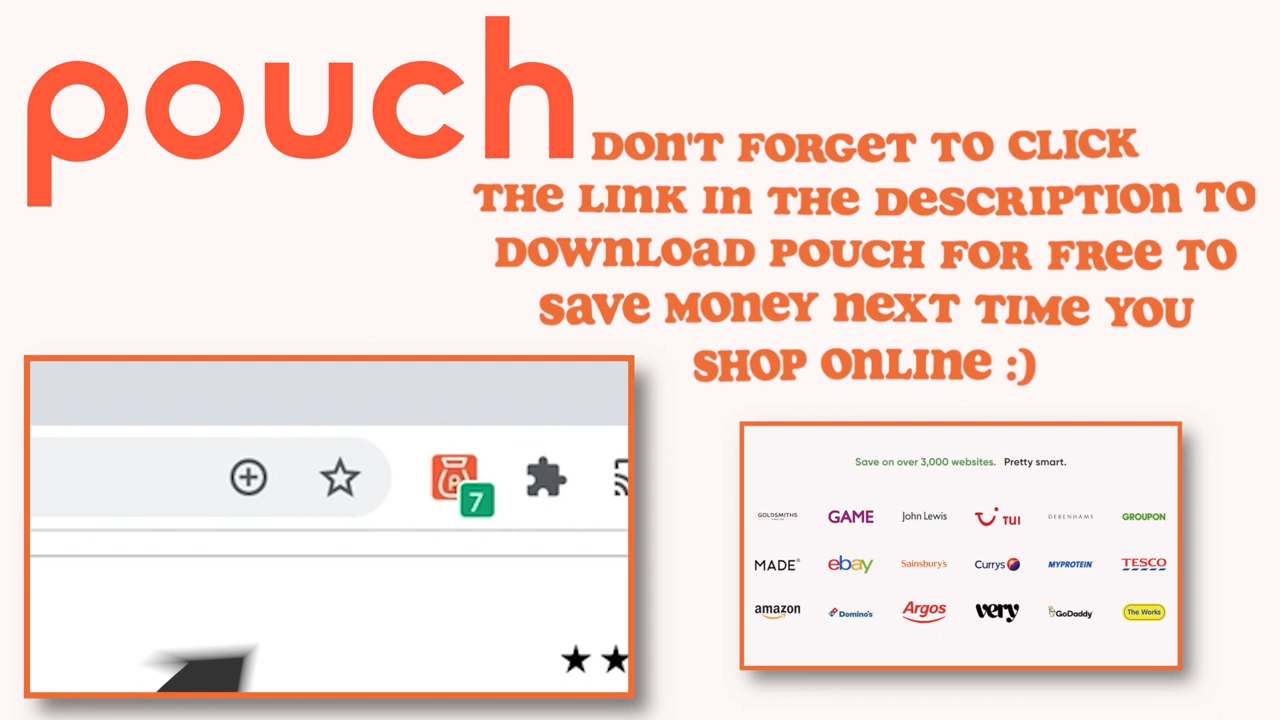 pouch
DON'T FORGET TO CLICK
THE LINK IN THE DESCRIPTION TO
DOWNLOAD POUCH FOR FREE TO
SAVE MONEY NEXT TIME YOU
SHOP ONLINE :)
7
Save on over 3,000 websites. Pretty smart.
GOLDSMITHS GAME John Lewis TUI DEBENHAMS GROUPON
MADE ebay Sainsbury's Currys MYPROTEIN TESCO
amazon Domino's Argos very GoDaddy The Works